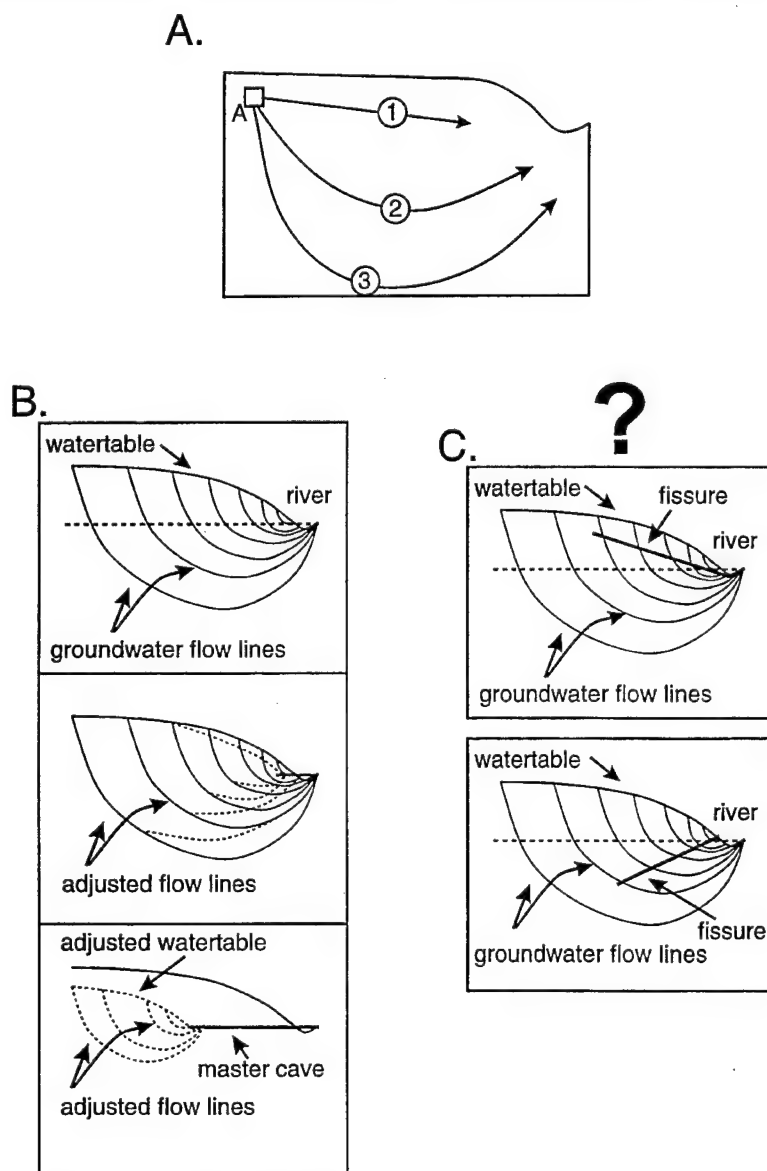 A.
A
1
2
3
B.
watertable
river
groundwater flow lines
adjusted flow lines
adjusted watertable
master cave
adjusted flow lines
?
C.
watertable
fissure
river
groundwater flow lines
watertable
river
fissure
groundwater flow lines